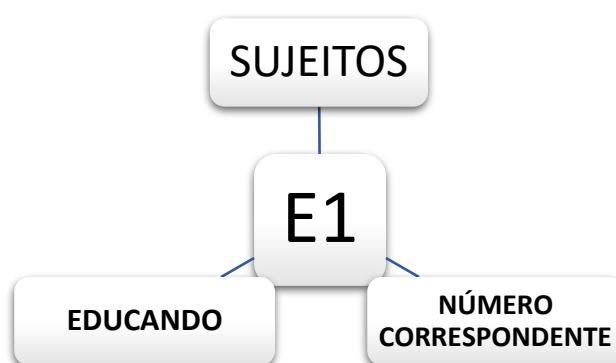 SUJEITOS
E1
EDUCANDO
NÚMERO
CORRESPONDENTE